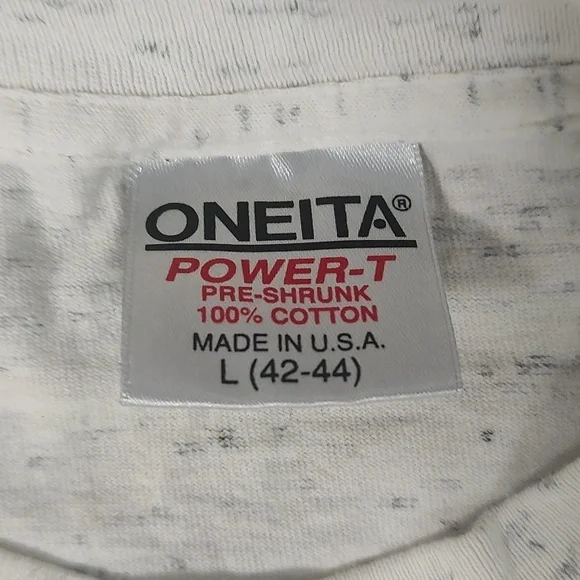 ONEITA®
POWER-T
PRE-SHRUNK
100% COTTON
MADE IN U.S.A.
L (42-44)